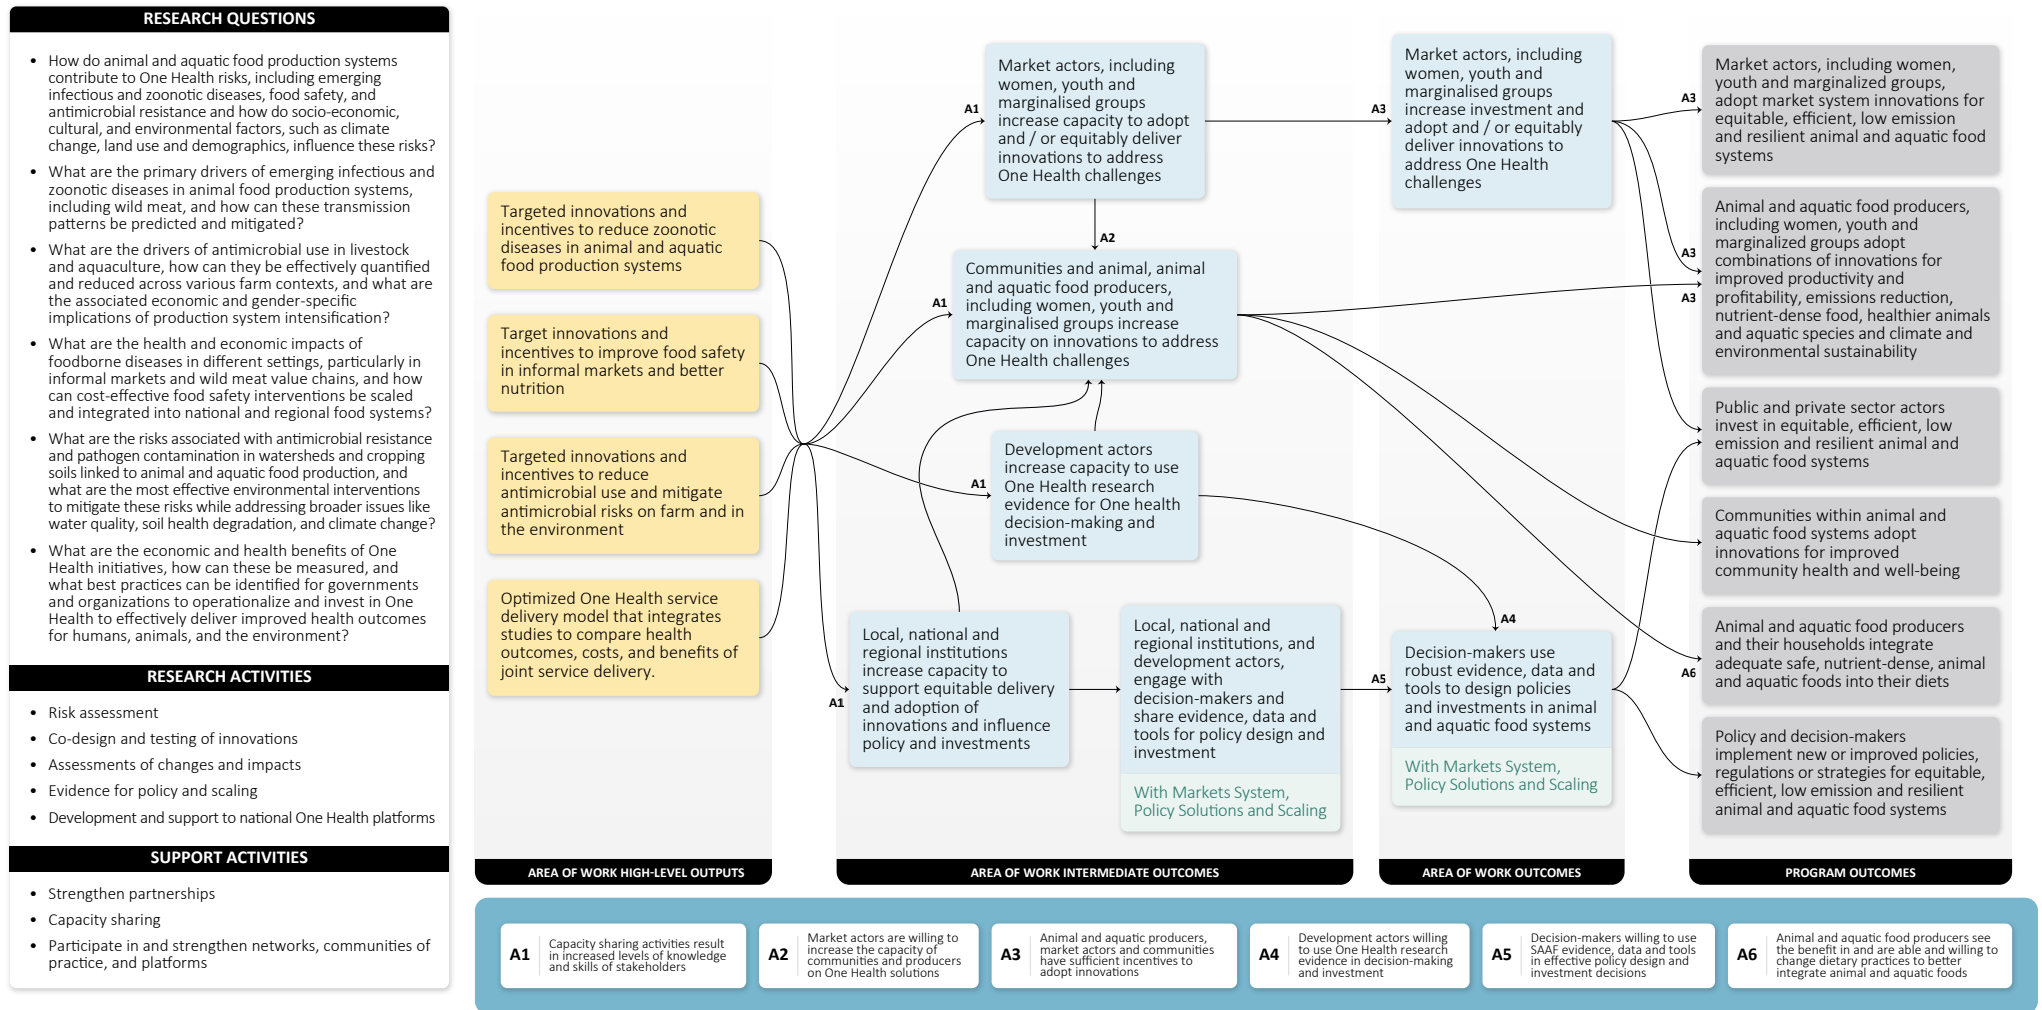 RESEARCH QUESTIONS
• How do animal and aquatic food production systems
contribute to One Health risks, including emerging
infectious and zoonotic diseases, food safety, and
antimicrobial resistance and how do socio-economic,
cultural, and environmental factors, such as climate
change, land use and demographics, influence these risks?
• What are the primary drivers of emerging infectious and
zoonotic diseases in animal food production systems,
including wild meat, and how can these transmission
patterns be predicted and mitigated?
• What are the drivers of antimicrobial use in livestock
and aquaculture, how can they be effectively quantified
and reduced across various farm contexts, and what are
the associated economic and gender-specific
implications of production system intensification?
• What are the health and economic impacts of
foodborne diseases in different settings, particularly in
informal markets and wild meat value chains, and how
can cost-effective food safety interventions be scaled
and integrated into national and regional food systems?
• What are the risks associated with antimicrobial resistance
and pathogen contamination in watersheds and cropping
soils linked to animal and aquatic food production, and
what are the most effective environmental interventions
to mitigate these risks while addressing broader issues like
water quality, soil health degradation, and climate change?
• What are the economic and health benefits of One
Health initiatives, how can these be measured, and
what best practices can be identified for governments
and organizations to operationalize and invest in One
Health to effectively deliver improved health outcomes
for humans, animals, and the environment?
RESEARCH ACTIVITIES
• Risk assessment
• Co-design and testing of innovations
• Assessments of changes and impacts
• Evidence for policy and scaling
• Development and support to national One Health platforms
SUPPORT ACTIVITIES
• Strengthen partnerships
• Capacity sharing
• Participate in and strengthen networks, communities of
practice, and platforms
Targeted innovations and
incentives to reduce zoonotic
diseases in animal and aquatic
food production systems
Target innovations and
incentives to improve food safety
in informal markets and better
nutrition
Targeted innovations and
incentives to reduce
antimicrobial use and mitigate
antimicrobial risks on farm and in
the environment
Optimized One Health service
delivery model that integrates
studies to compare health
outcomes, costs, and benefits of
joint service delivery.
AREA OF WORK HIGH-LEVEL OUTPUTS
A1
Market actors, including
women, youth and
marginalised groups
increase capacity to adopt
and / or equitably deliver
innovations to address
One Health challenges
A2
A1
Communities and animal, animal
and aquatic food producers,
including women, youth and
marginalised groups increase
capacity on innovations to address
One Health challenges
A1
Development actors
increase capacity to use
One Health research
evidence for One health
decision-making and
investment
A1
Local, national and
regional institutions
increase capacity to
support equitable delivery
and adoption of
innovations and influence
policy and investments
Local, national and
regional institutions, and
development actors,
engage with
decision-makers and
share evidence, data and
tools for policy design and
investment
With Markets System,
Policy Solutions and Scaling
AREA OF WORK INTERMEDIATE OUTCOMES
A3
Market actors, including
women, youth and
marginalised groups
increase investment and
adopt and / or equitably
deliver innovations to
address One Health
challenges
A4
A5
Decision-makers use
robust evidence, data and
tools to design policies
and investments in animal
and aquatic food systems
With Markets System,
Policy Solutions and Scaling
AREA OF WORK OUTCOMES
A3
Market actors, including women,
youth and marginalized groups,
adopt market system innovations for
equitable, efficient, low emission
and resilient animal and aquatic food
systems
A3
A3
Animal and aquatic food producers,
including women, youth and
marginalized groups adopt
combinations of innovations for
improved productivity and
profitability, emissions reduction,
nutrient-dense food, healthier animals
and aquatic species and climate and
environmental sustainability
Public and private sector actors
invest in equitable, efficient, low
emission and resilient animal and
aquatic food systems
Communities within animal and
aquatic food systems adopt
innovations for improved
community health and well-being
A6
Animal and aquatic food producers
and their households integrate
adequate safe, nutrient-dense, animal
and aquatic foods into their diets
Policy and decision-makers
implement new or improved policies,
regulations or strategies for equitable,
efficient, low emission and resilient
animal and aquatic food systems
PROGRAM OUTCOMES
A1
Capacity sharing activities result
in increased levels of knowledge
and skills of stakeholders
A2
Market actors are willing to
increase the capacity of
communities and producers
on One Health solutions
A3
Animal and aquatic producers,
market actors and communities
have sufficient incentives to
adopt innovations
A4
Development actors willing
to use One Health research
evidence in decision-making
and investment
A5
Decision-makers willing to use
SAAF evidence, data and tools
in effective policy design and
investment decisions
A6
Animal and aquatic food producers see
the benefit in and are able and willing to
change dietary practices to better
integrate animal and aquatic foods